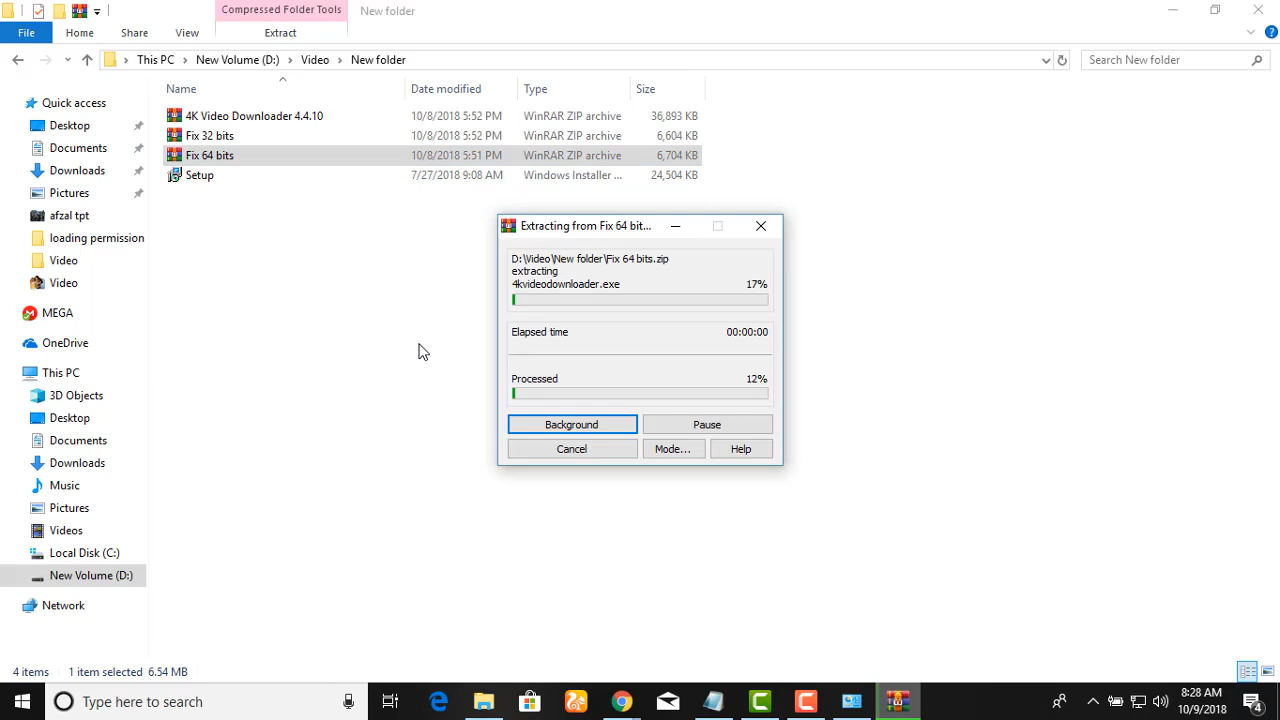 Compressed Folder Tools
New folder
File
Home
Share
View
Extract
This PC
New Volume (D:)
Video
New folder
Search New folder
Name
Date modified
Type
Size
4K Video Downloader 4.4.10
10/8/2018 5:52 PM
WinRAR ZIP archive
36,893 KB
Fix 32 bits
10/8/2018 5:52 PM
WinRAR ZIP archive
6,604 KB
Fix 64 bits
10/8/2018 5:51 PM
WinRAR ZIP archive
6,704 KB
Setup
7/27/2018 9:08 AM
Windows Installer ...
24,504 KB
Quick access
Desktop
Documents
Downloads
Pictures
afzal tpt
loading permission
Video
Video
MEGA
OneDrive
This PC
3D Objects
Desktop
Documents
Downloads
Music
Pictures
Videos
Local Disk (C:)
New Volume (D:)
Network
Extracting from Fix 64 bit...
D:\Video\New folder\Fix 64 bits.zip
extracting
4kvideodownloader.exe
17%
Elapsed time
00:00:00
Processed
12%
Background
Pause
Cancel
Mode...
Help
4 items
1 item selected 6.54 MB
Type here to search
8:28 AM
10/9/2018
4